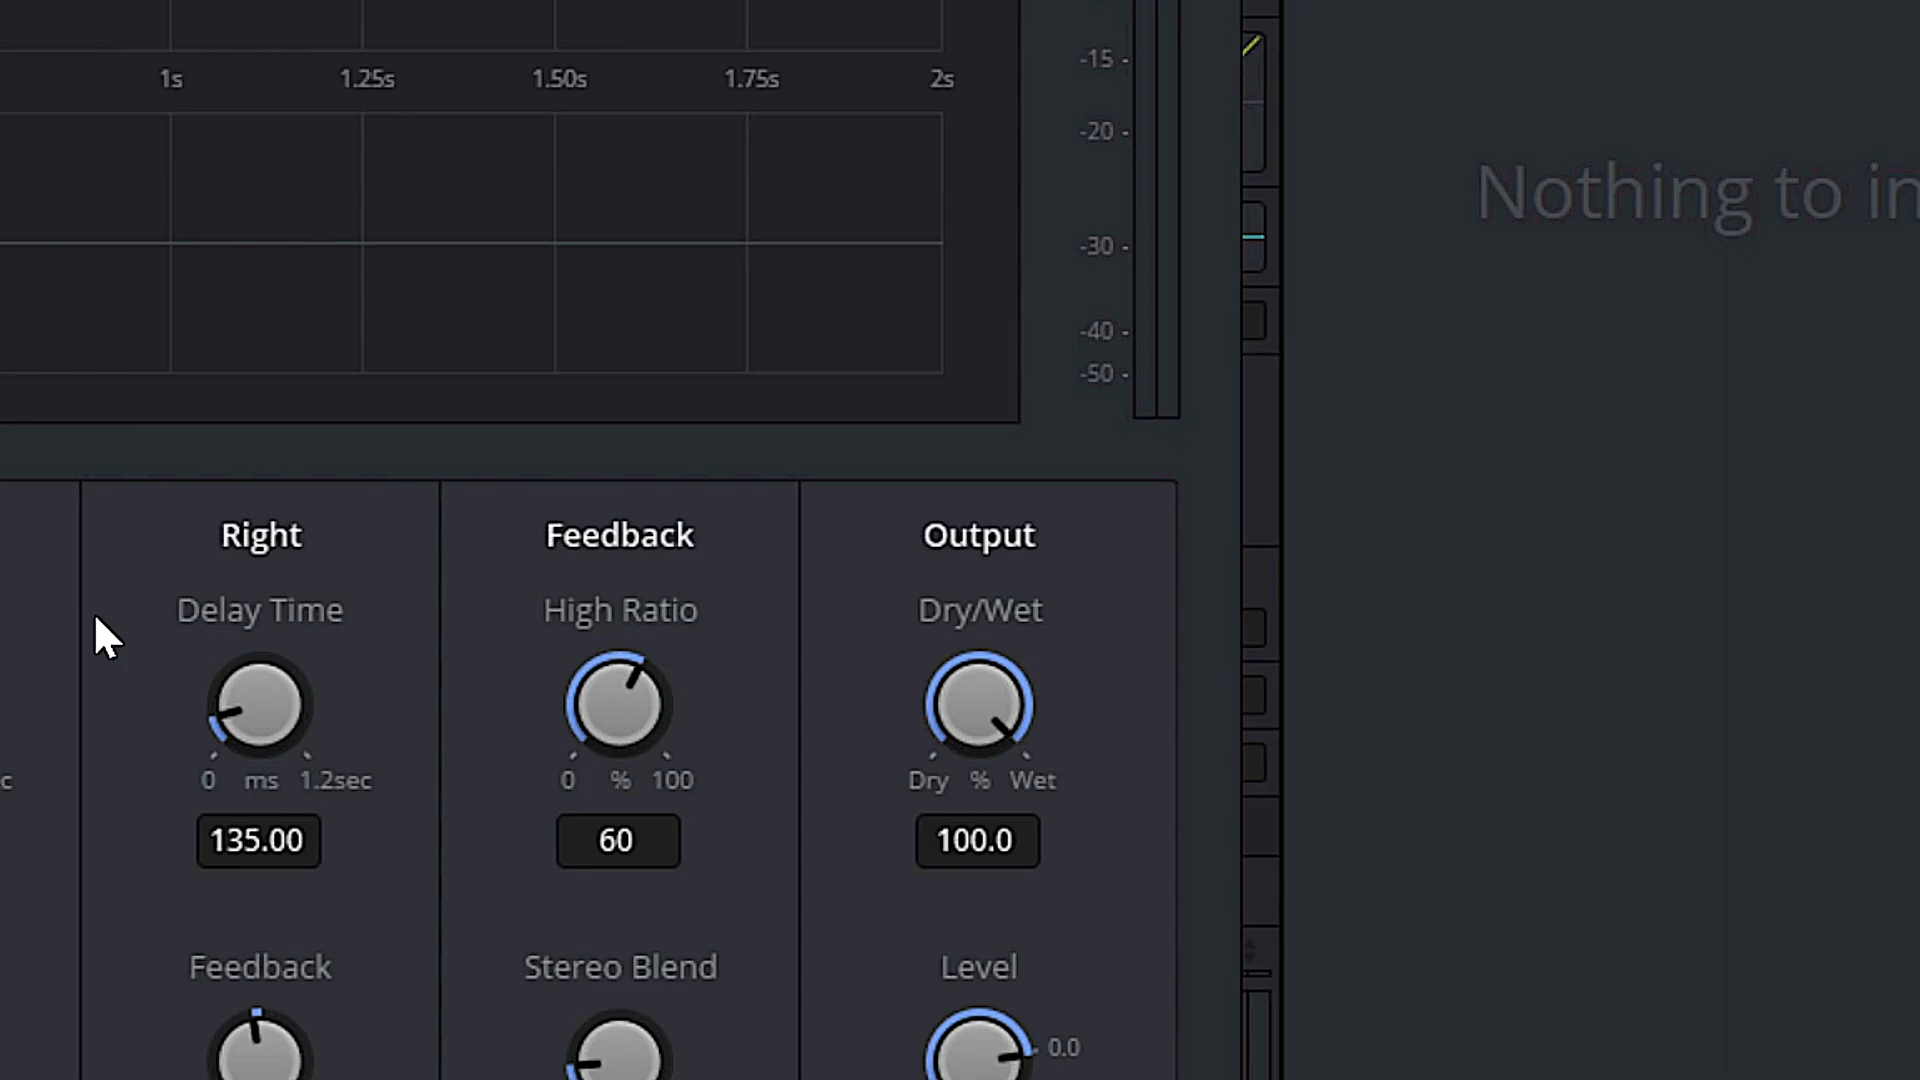 1s 1.25s 1.50s 1.75s 2s
-15 -
-20 -
-30 -
-40 -
-50 -
Nothing to in
Right
Delay Time
0 ms 1.2sec
135.00
Feedback
Feedback
High Ratio
0 % 100
60
Stereo Blend
Output
Dry/Wet
Dry % Wet
100.0
Level
0.0